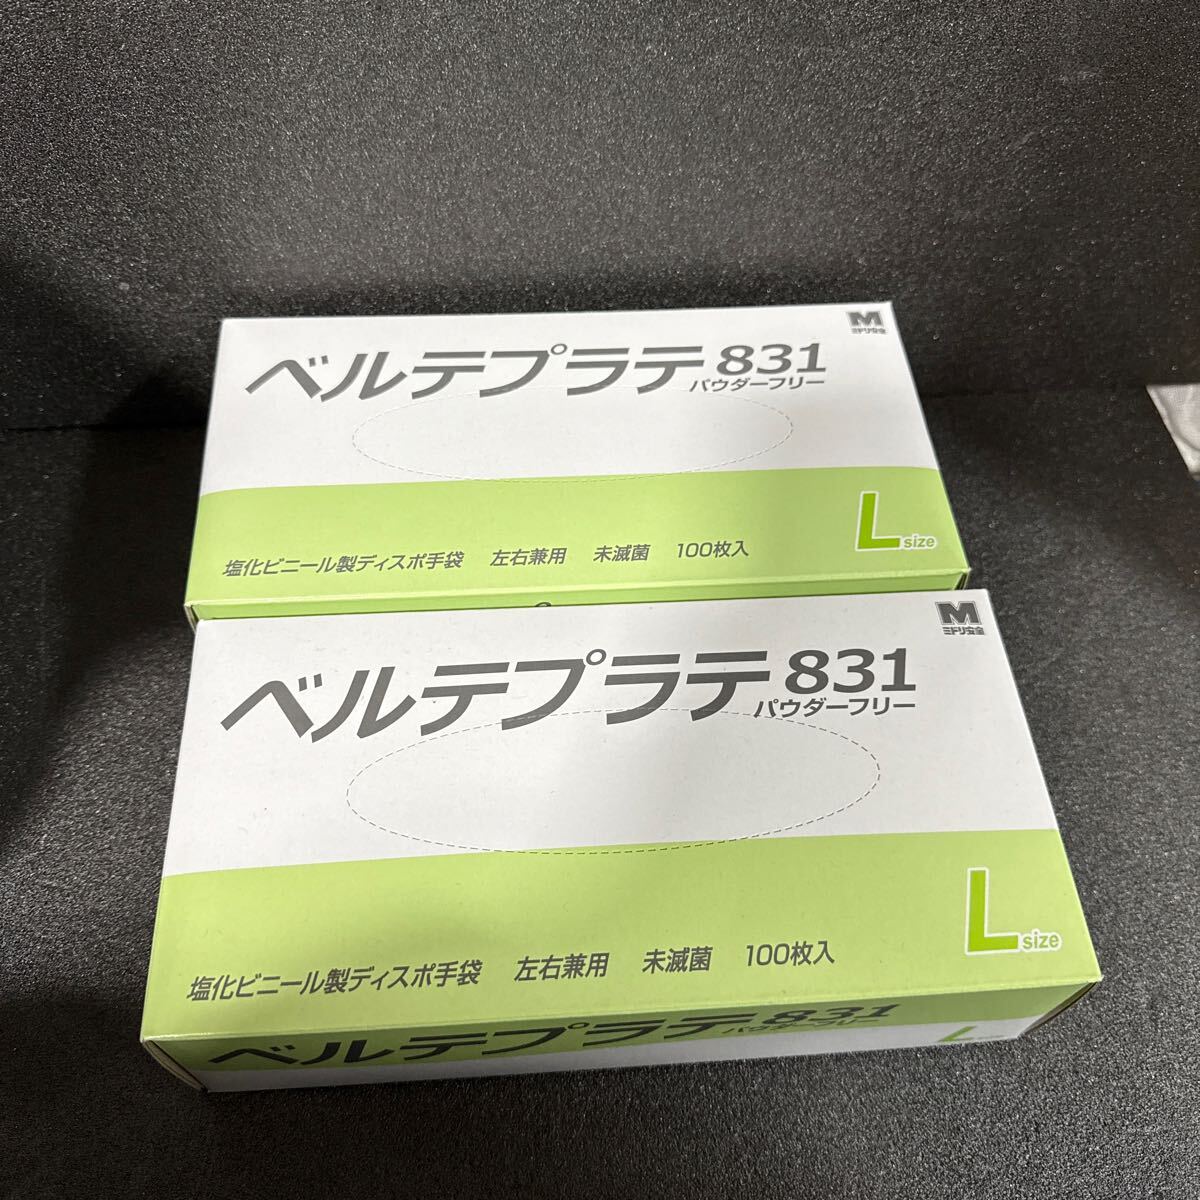 M
ミドリ安全
ベルテプラテ831
パウダーフリー
L size
塩化ビニール製ディスポ手袋 左右兼用 未滅菌 100枚入
M
ミドリ安全
ベルテプラテ831
パウダーフリー
L size
塩化ビニール製ディスポ手袋 左右兼用 未滅菌 100枚入
ベルテプラテ831
パウダーフリー
L